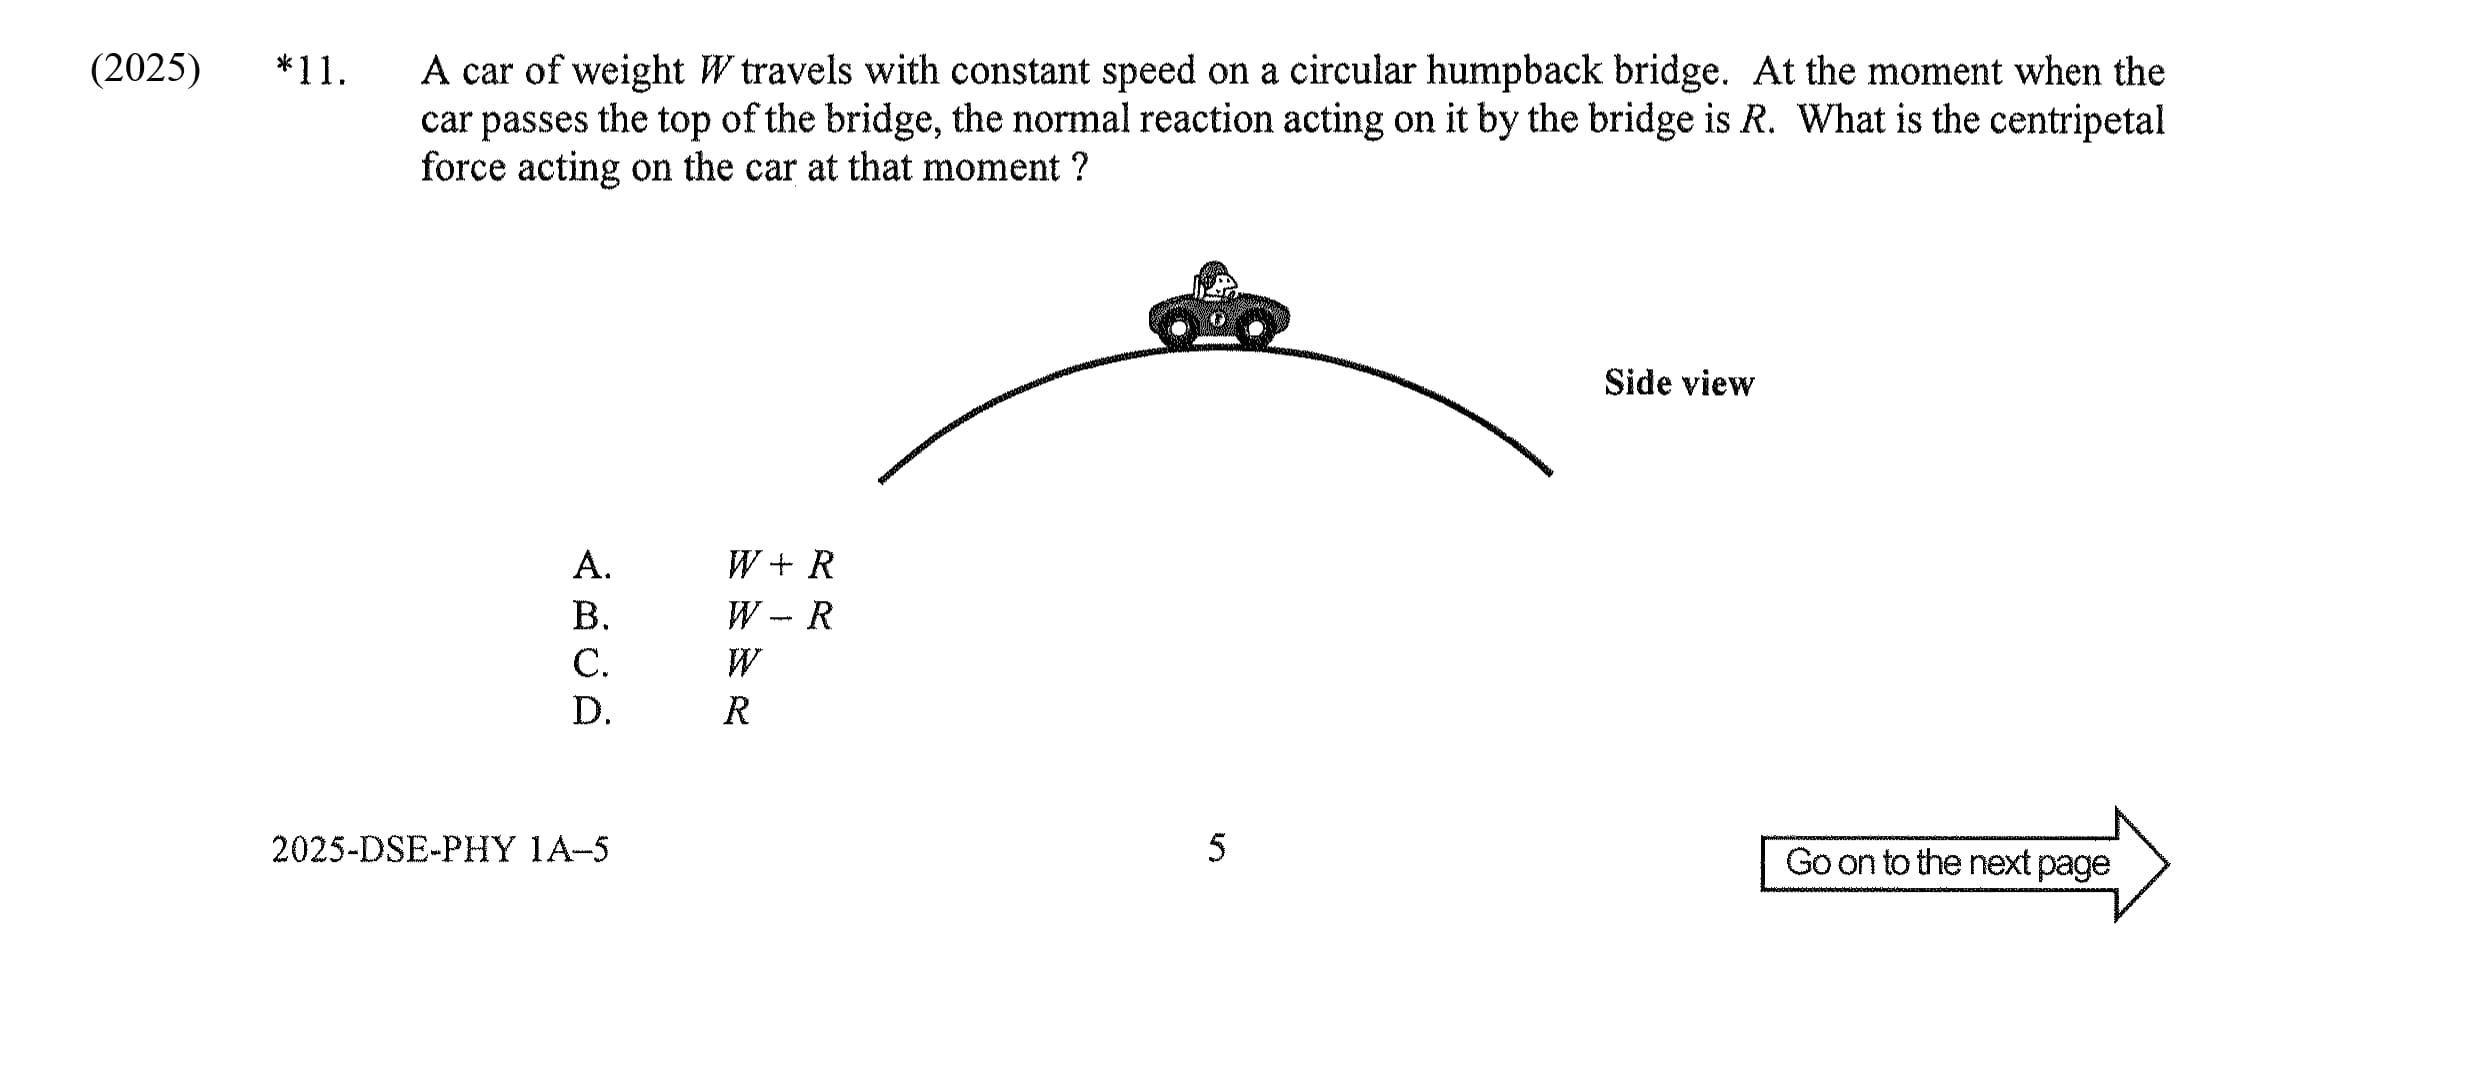 (2025) *11. A car of weight W travels with constant speed on a circular humpback bridge. At the moment when the
car passes the top of the bridge, the normal reaction acting on it by the bridge is R. What is the centripetal
force acting on the car at that moment ?
Side view
A. W + R
B. W – R
C. W
D. R
2025-DSE-PHY 1A–5 5 Go on to the next page